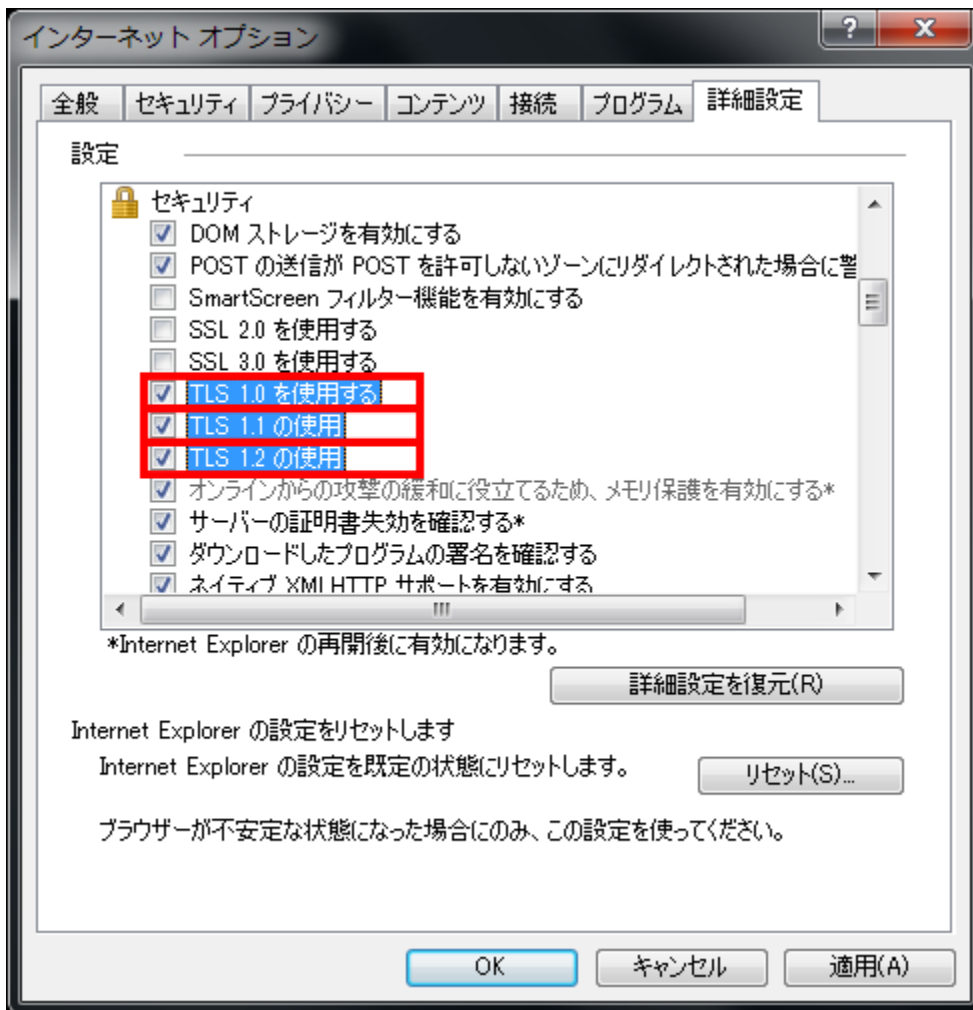 インターネット オプション
全般 セキュリティ プライバシー コンテンツ 接続 プログラム 詳細設定
設定
セキュリティ
DOM ストレージを有効にする
POST の送信が POST を許可しないゾーンにリダイレクトされた場合に警
SmartScreen フィルター機能を有効にする
SSL 2.0 を使用する
SSL 3.0 を使用する
TLS 1.0 を使用する
TLS 1.1 の使用
TLS 1.2 の使用
オンラインからの攻撃の緩和に役立てるため、メモリ保護を有効にする*
サーバーの証明書失効を確認する*
ダウンロードしたプログラムの署名を確認する
ネイティブ XMLHTTP サポートを有効にする
*Internet Explorer の再開後に有効になります。
詳細設定を復元(R)
Internet Explorer の設定をリセットします
Internet Explorer の設定を既定の状態にリセットします。
リセット(S)...
ブラウザーが不安定な状態になった場合にのみ、この設定を使ってください。
OK キャンセル 適用(A)